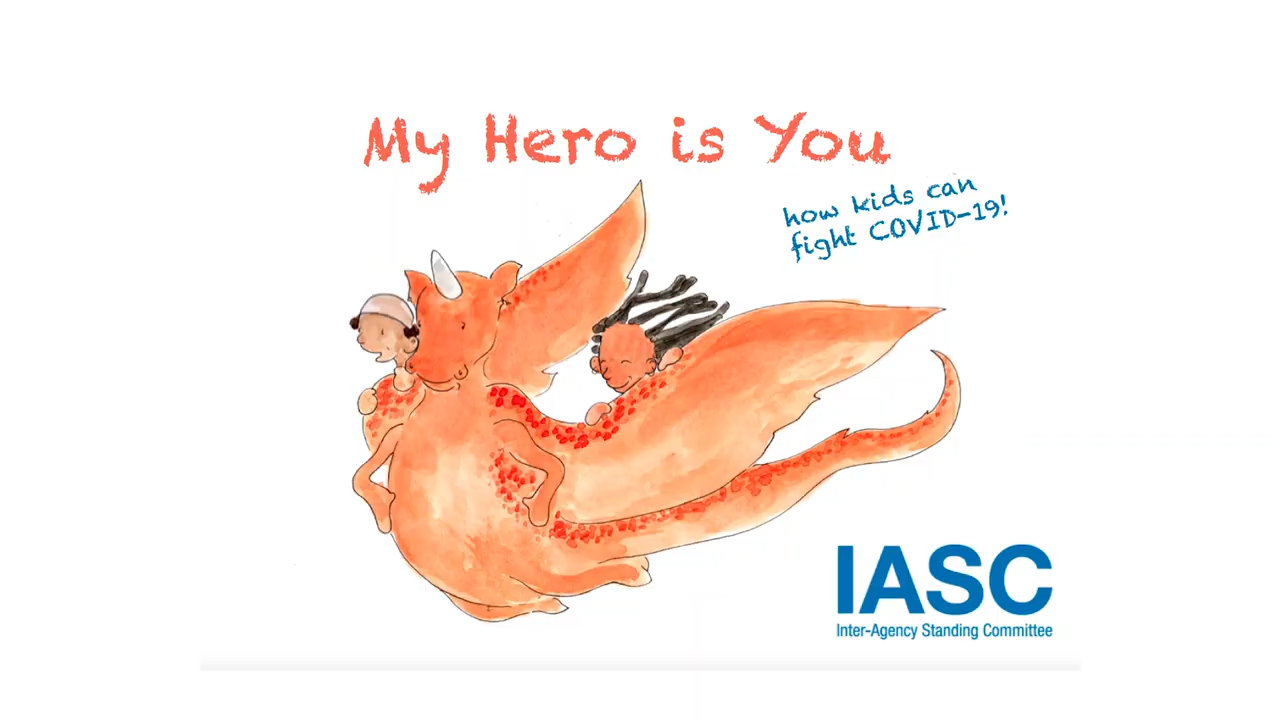 My Hero is You
how kids can
fight COVID-19!
IASC
Inter-Agency Standing Committee